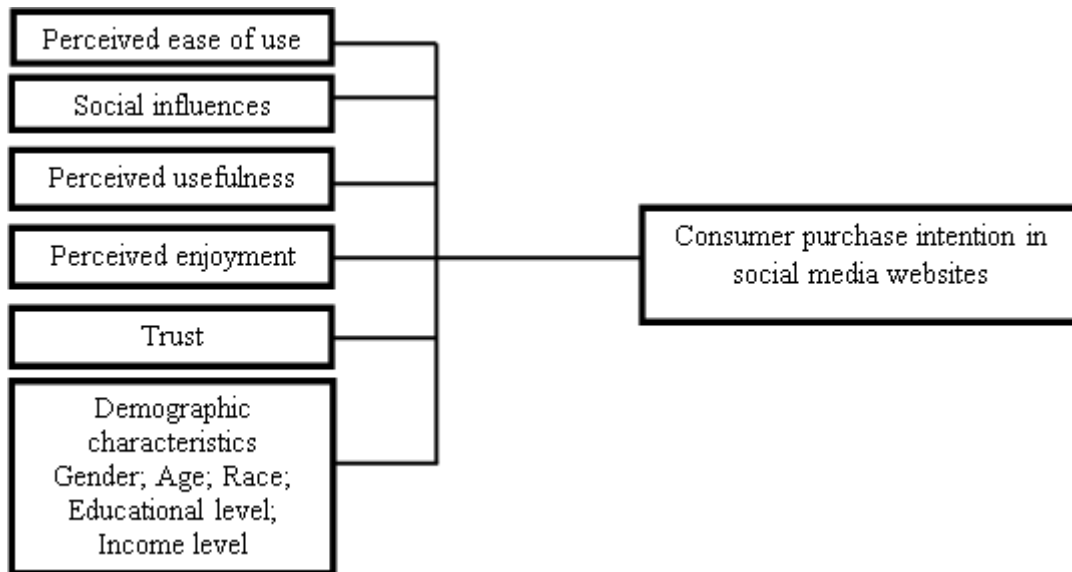 Perceived ease of use
Social influences
Perceived usefulness
Perceived enjoyment
Trust
Demographic
characteristics
Gender; Age; Race;
Educational level;
Income level
Consumer purchase intention in
social media websites